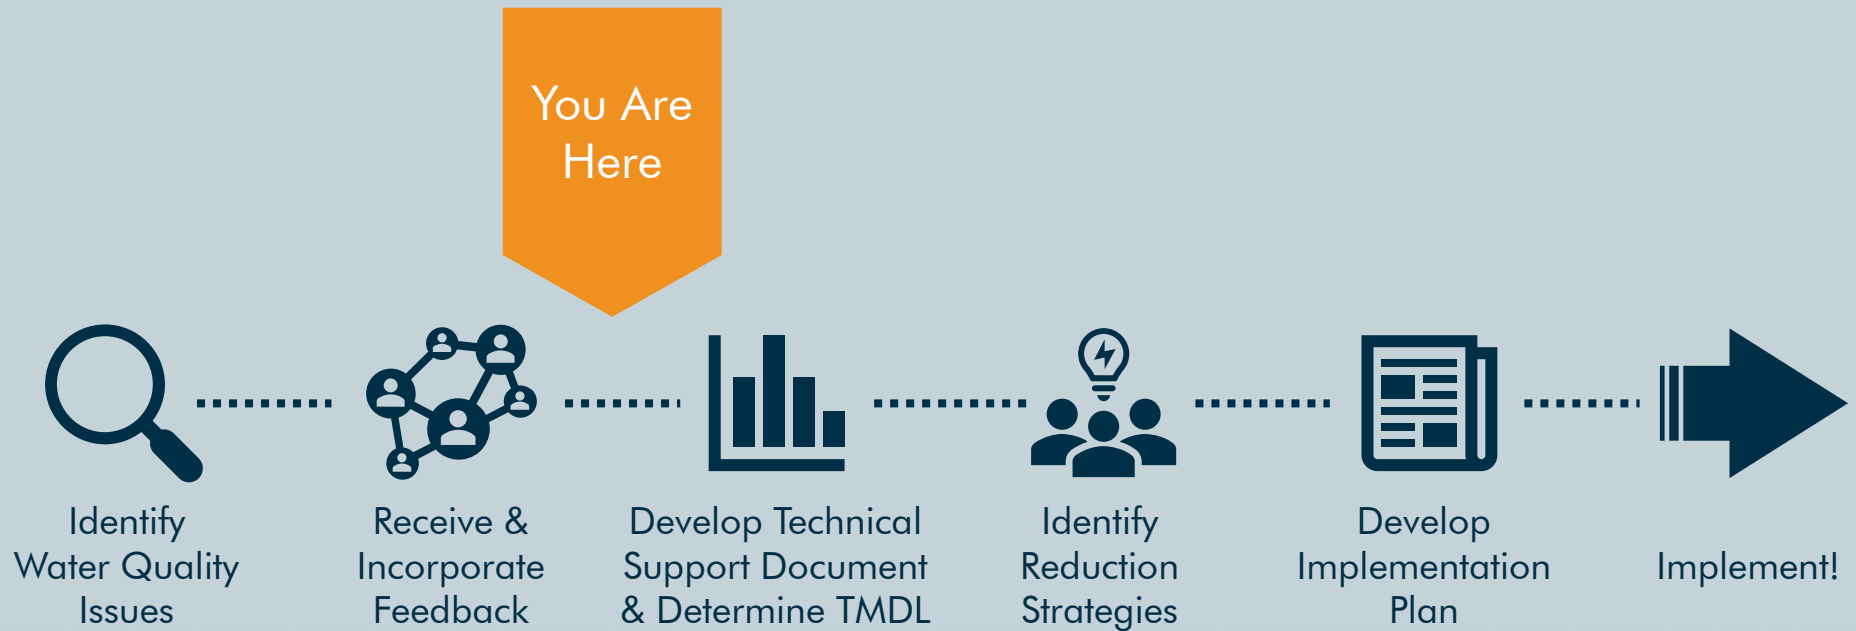 You Are
Here
Identify
Water Quality
Issues
Receive &
Incorporate
Feedback
Develop Technical
Support Document
& Determine TMDL
Identify
Reduction
Strategies
Develop
Implementation
Plan
Implement!